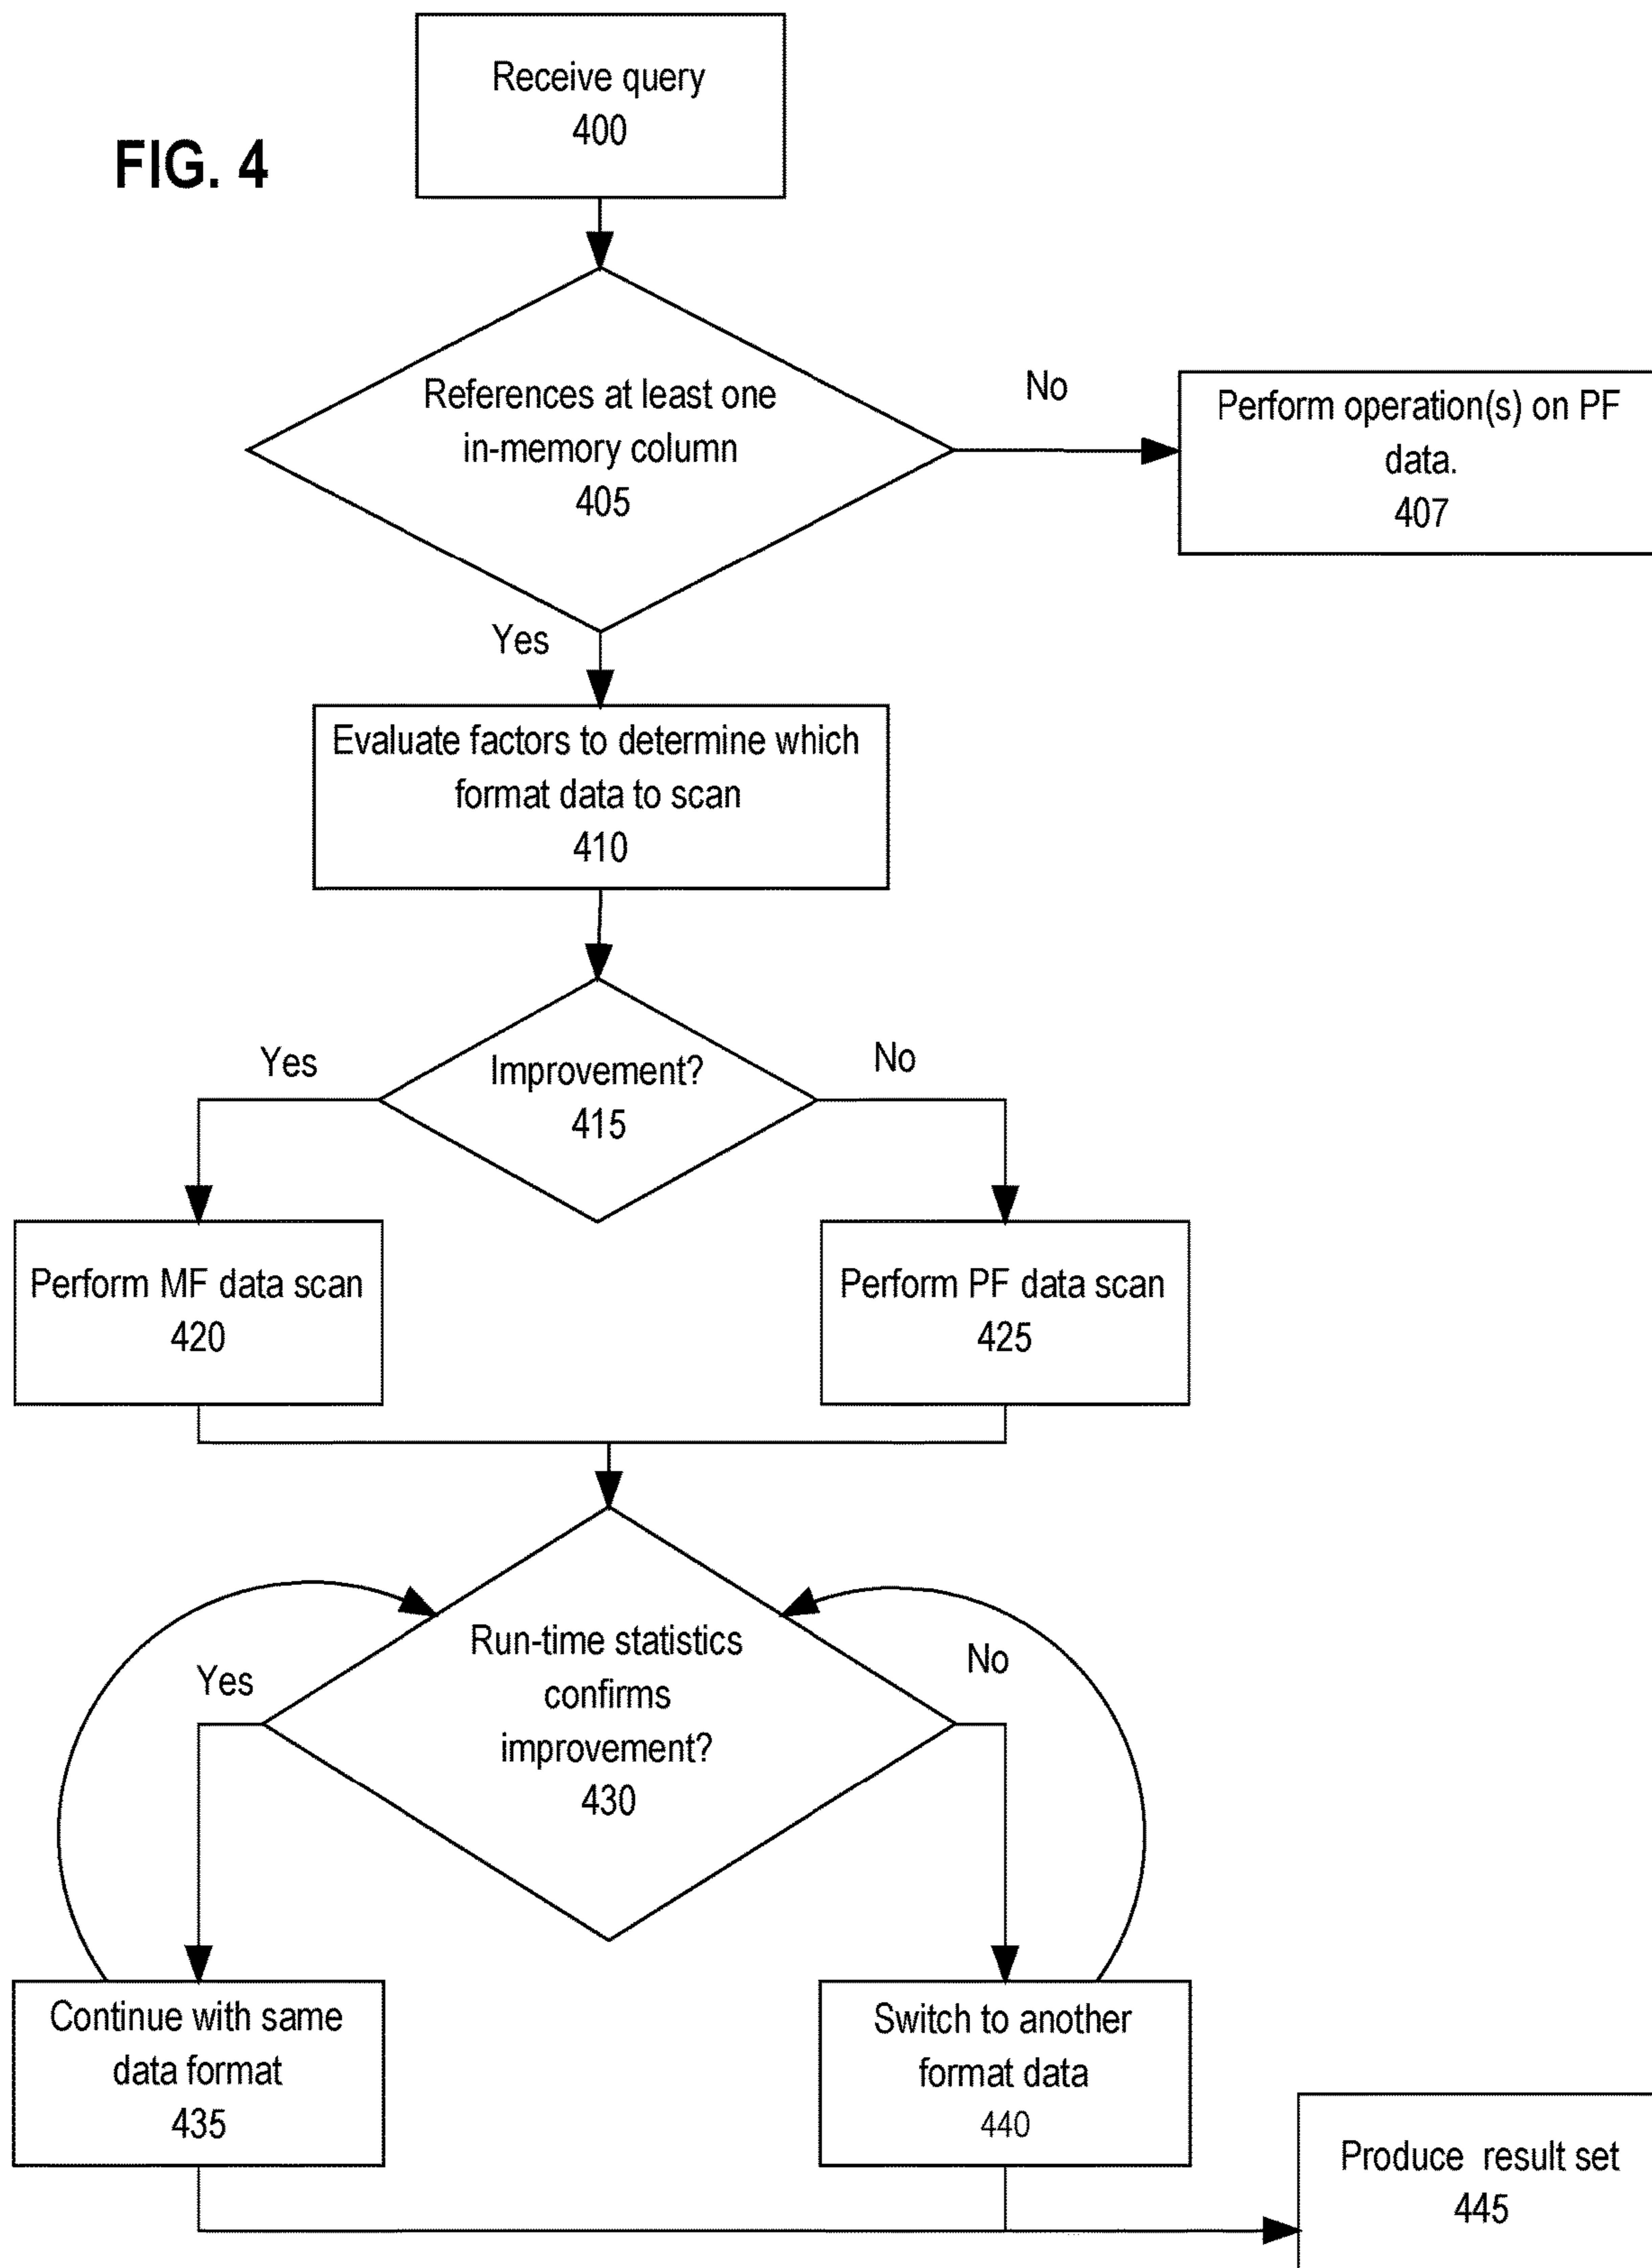 Receive query
400
FIG. 4
References at least one
in-memory column
405
No
Perform operation(s) on PF
data.
407
Yes
Evaluate factors to determine which
format data to scan
410
Yes
Improvement?
415
No
Perform MF data scan
420
Perform PF data scan
425
Yes
Run-time statistics
confirms
improvement?
430
No
Continue with same
data format
435
Switch to another
format data
440
Produce result set
445